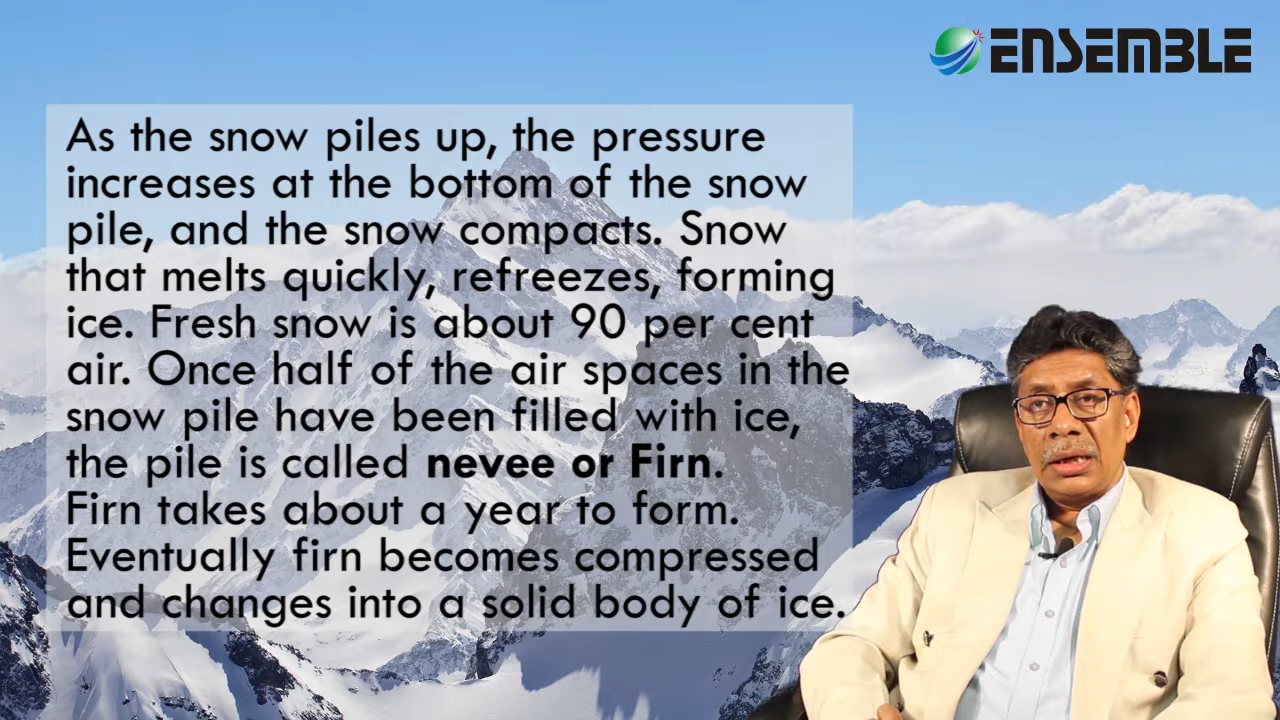 ENSEMBLE
As the snow piles up, the pressure
increases at the bottom of the snow
pile, and the snow compacts. Snow
that melts quickly, refreezes, forming
ice. Fresh snow is about 90 per cent
air. Once half of the air spaces in the
snow pile have been filled with ice,
the pile is called nevee or Firn.
Firn takes about a year to form.
Eventually firn becomes compressed
and changes into a solid body of ice.